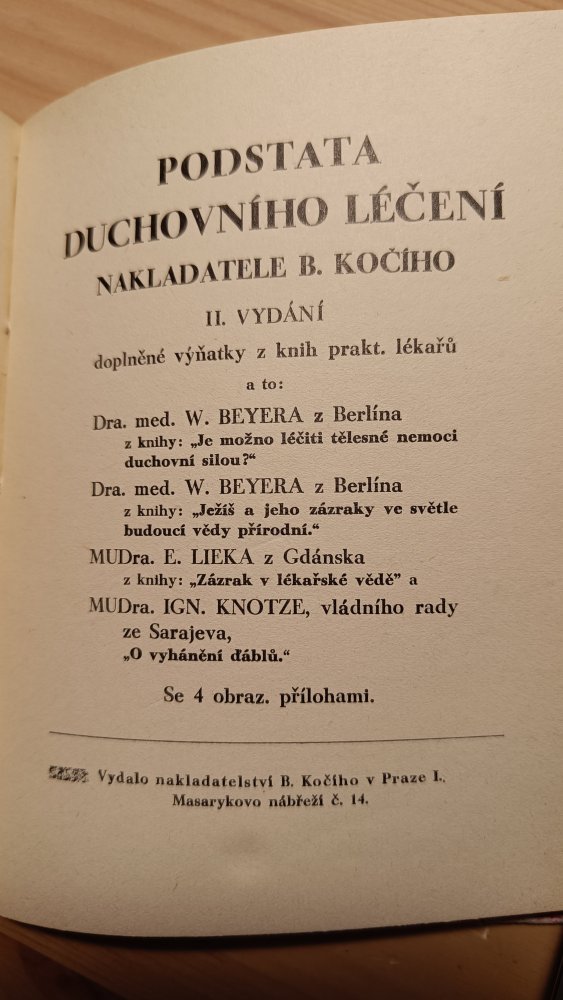 PODSTATA
DUCHOVNÍHO LÉČENÍ
NAKLADATELE B. KOČÍHO
II. VYDÁNÍ
doplněné výňatky z knih prakt. lékařů
a to:
Dra. med. W. BEYERA z Berlína
z knihy: „Je možno léčiti tělesné nemoci
duchovní silou?“
Dra. med. W. BEYERA z Berlína
z knihy: „Ježíš a jeho zázraky ve světle
budoucí vědy přírodní.“
MUDra. E. LIEKA z Gdánska
z knihy: „Zázrak v lékařské vědě” a
MUDra. IGN. KNOTZE, vládního rady
ze Sarajeva,
„O vyhánění ďáblů.“
Se 4 obraz. přílohami.
Vydalo nakladatelství B. Kočího v Praze I.
Masarykovo nábřeží č. 14.